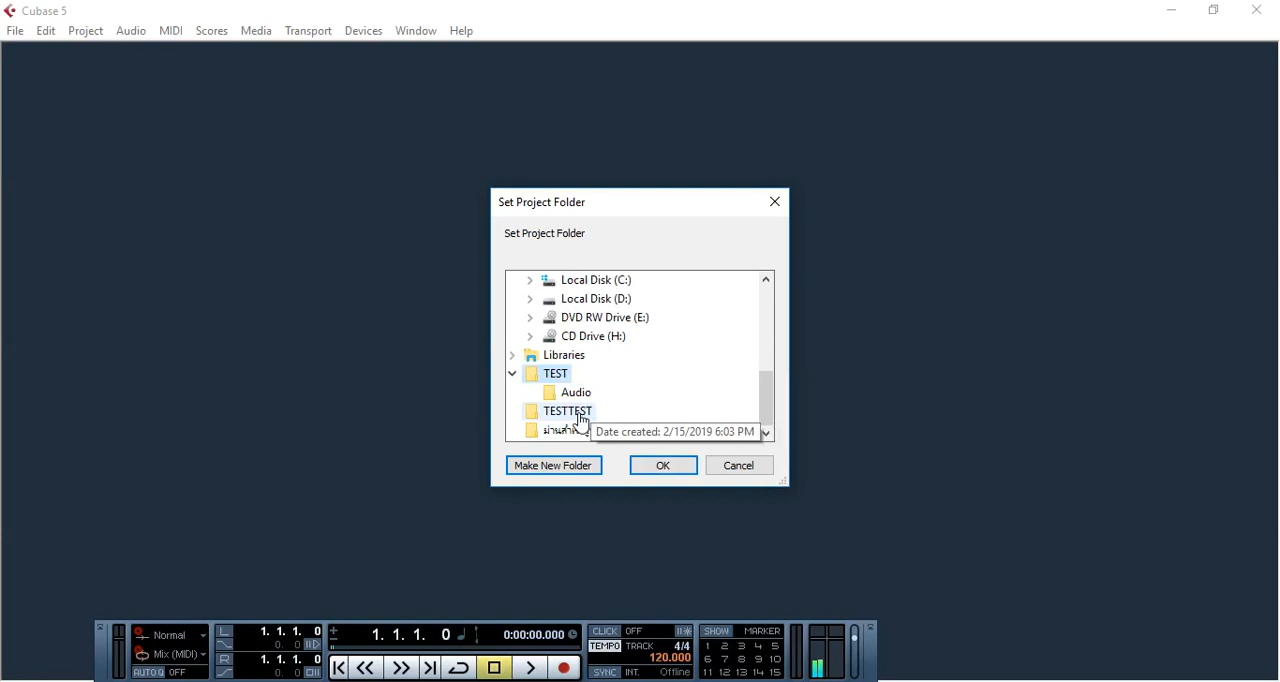 Cubase 5
File Edit Project Audio MIDI Scores Media Transport Devices Window Help
Set Project Folder
Set Project Folder
Local Disk (C:)
Local Disk (D:)
DVD RW Drive (E:)
CD Drive (H:)
Libraries
TEST
Audio
TESTTEST
Date created: 2/15/2019 6:03 PM
Make New Folder OK Cancel
Normal L 1. 1. 1. 0 1. 1. 1. 0 0:00:00.000 CLICK OFF SHOW MARKER
0. 0 TEMPO TRACK 4/4 1 2 3 4 5
Mix (MIDI) R 1. 1. 1. 0 120.000 6 7 8 9 10
AUTO Q OFF 0. 0 SYNC INT. Offline 11 12 13 14 15